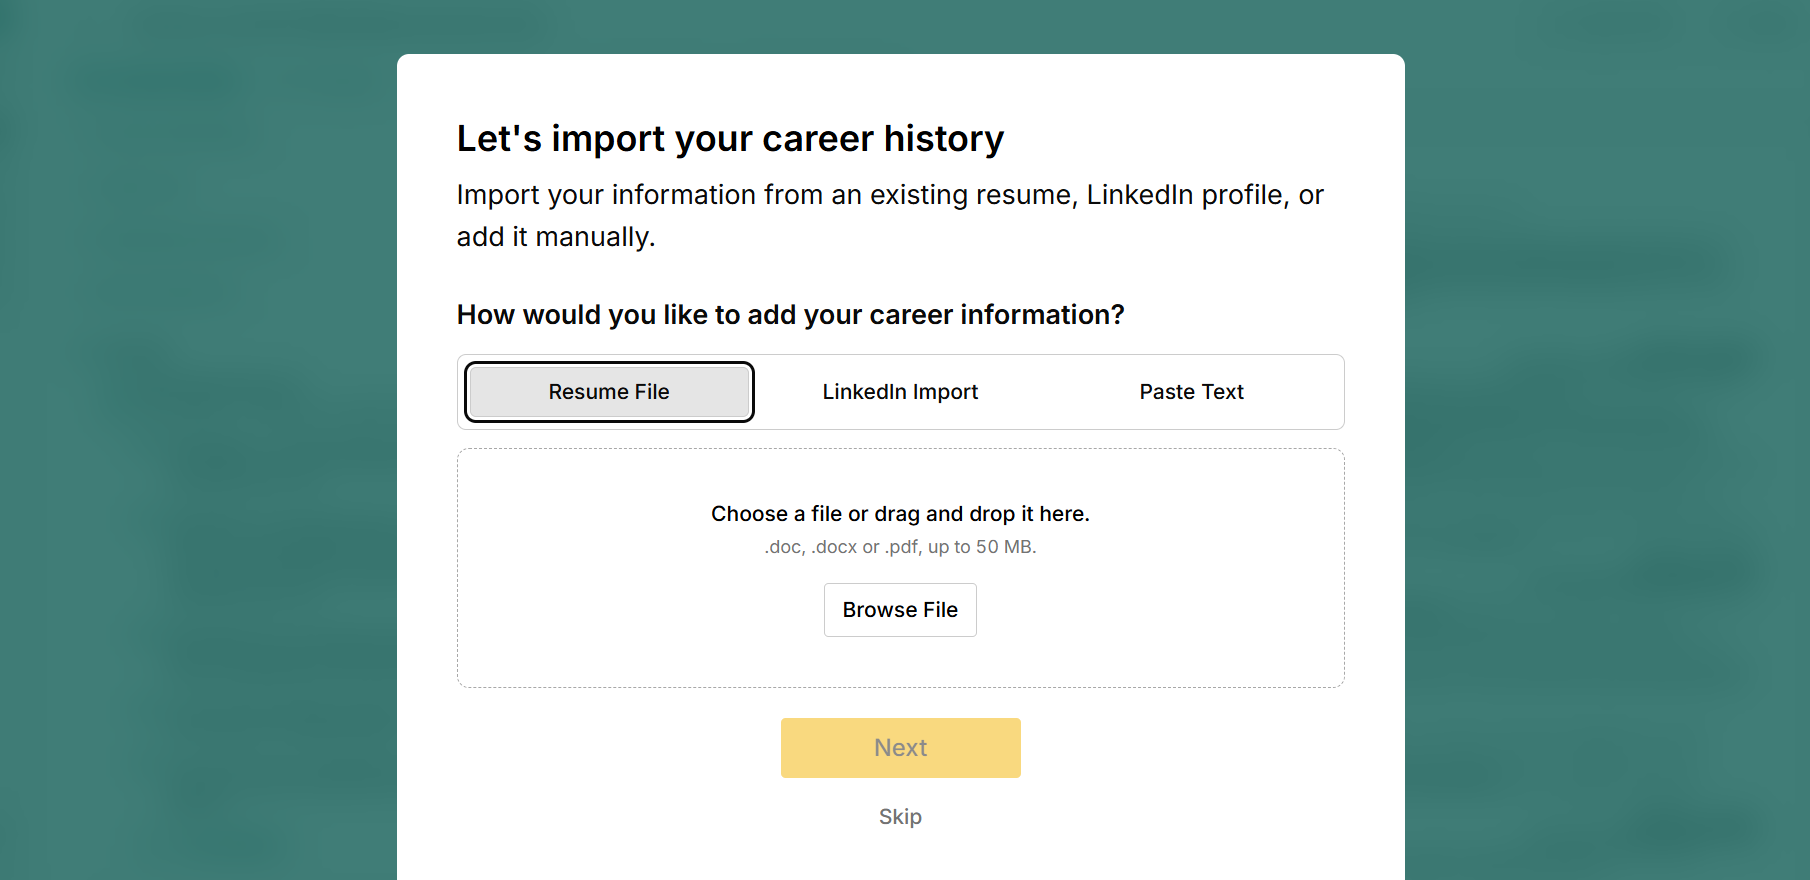 Let's import your career history
Import your information from an existing resume, LinkedIn profile, or
add it manually.
How would you like to add your career information?
Resume File
LinkedIn Import
Paste Text
Choose a file or drag and drop it here.
.doc, .docx or .pdf, up to 50 MB.
Browse File
Next
Skip